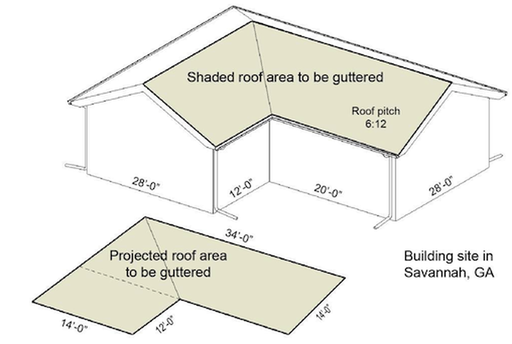 Shaded roof area to be guttered
Roof pitch
6:12
28'-0"
12'-0"
20'-0"
28'-0"
34'-0"
Projected roof area
to be guttered
Building site in
Savannah, GA
14'-0"
12'-0"
14'-0"